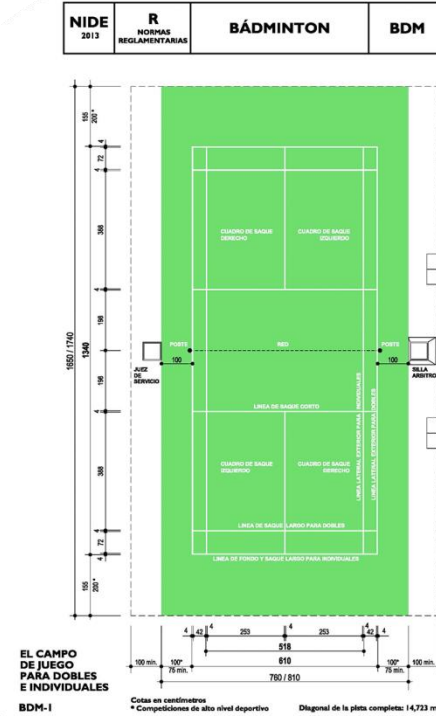 NIDE
2013
R
NORMAS
REGLAMENTARIAS
BÁDMINTON
BDM
155
200*
4
72
4
388
4
198
1650 / 1740
1340
198
4
388
4
72
4
155
200*
CUADRO DE SAQUE
DERECHO
CUADRO DE SAQUE
IZQUIERDO
POSTE
RED
POSTE
100
100
JUEZ
DE
SERVICIO
SILLA
ARBITRO
LINEA DE SAQUE CORTO
CUADRO DE SAQUE
IZQUIERDO
CUADRO DE SAQUE
DERECHO
LINEA LATERAL EXTERIOR PARA INDIVIDUALES
LINEA LATERAL EXTERIOR PARA DOBLES
LINEA DE SAQUE LARGO PARA DOBLES
LINEA DE FONDO Y SAQUE LARGO PARA INDIVIDUALES
4 42 4 253 4 253 4 42 4
518
100 min. 100* 610 100* 100 min.
75 min. 75 min.
760 / 810
EL CAMPO
DE JUEGO
PARA DOBLES
E INDIVIDUALES
BDM-1
Cotas en centímetros
* Competiciones de alto nivel deportivo
Diagonal de la pista completa: 14,723 m